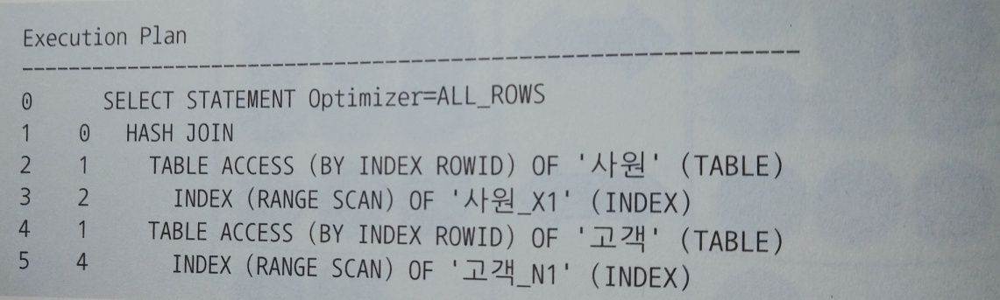 Execution Plan
----------------------------------------------------------------
0 SELECT STATEMENT Optimizer=ALL_ROWS
1 0 HASH JOIN
2 1 TABLE ACCESS (BY INDEX ROWID) OF '사원' (TABLE)
3 2 INDEX (RANGE SCAN) OF '사원_X1' (INDEX)
4 1 TABLE ACCESS (BY INDEX ROWID) OF '고객' (TABLE)
5 4 INDEX (RANGE SCAN) OF '고객_N1' (INDEX)